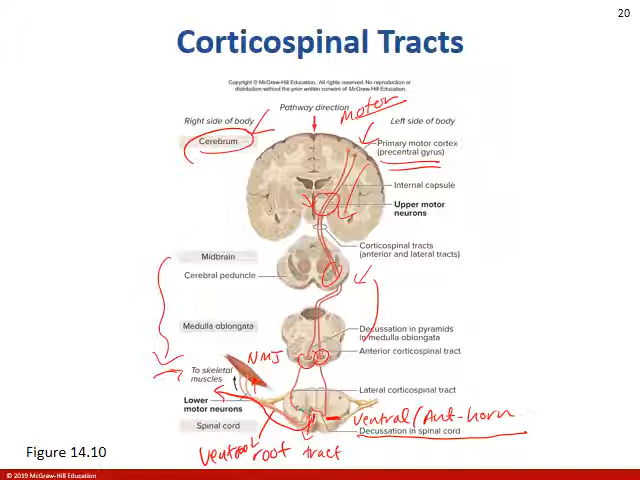 20
Corticospinal Tracts
Copyright © McGraw-Hill Education. All rights reserved. No reproduction or
distribution without the prior written consent of McGraw-Hill Education.
Pathway direction
Motor
Right side of body
Left side of body
Cerebrum
Primary motor cortex
(precentral gyrus)
Internal capsule
Upper motor
neurons
Corticospinal tracts
(anterior and lateral tracts)
Midbrain
Cerebral peduncle
Medulla oblongata
Decussation in pyramids
in medulla oblongata
Anterior corticospinal tract
NMJ
To skeletal
muscles
Lateral corticospinal tract
Lower
motor neurons
Ventral/Ant. horn
Spinal cord
Decussation in spinal cord
Ventral root tract
Figure 14.10
© 2019 McGraw-Hill Education